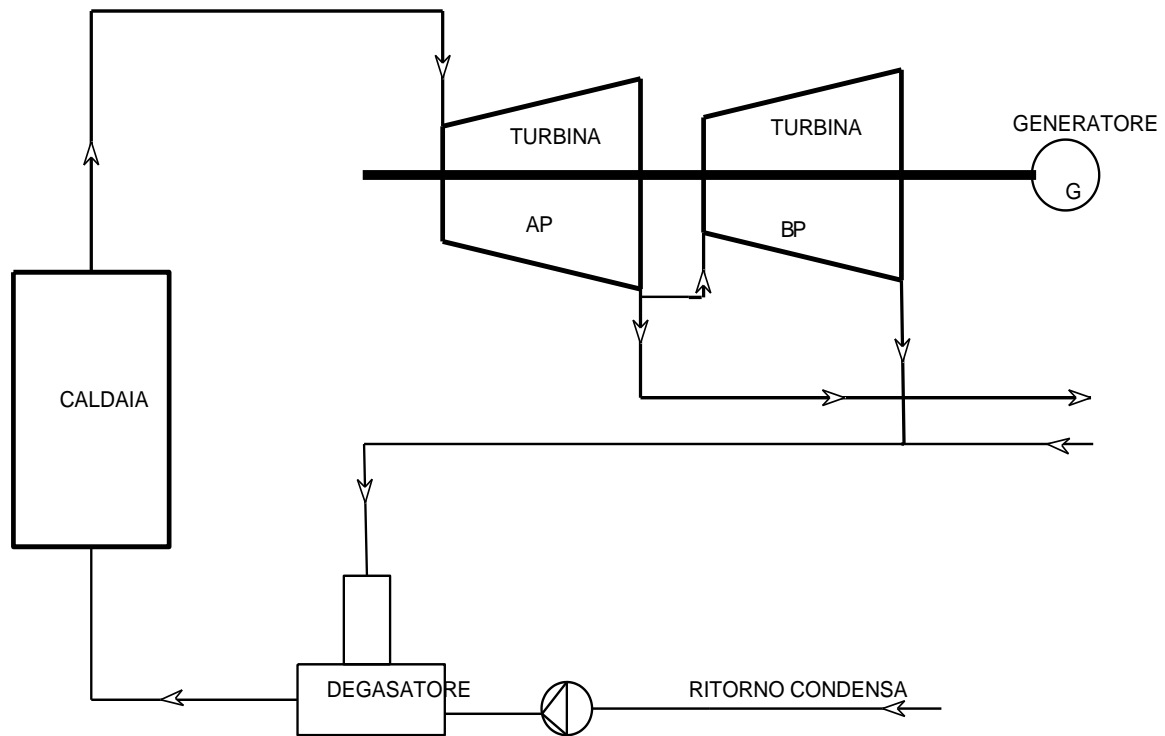 TURBINA
TURBINA
GENERATORE
G
AP
BP
CALDAIA
DEGASATORE
RITORNO CONDENSA